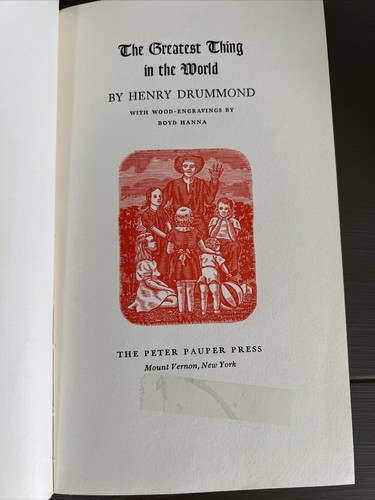 The Greatest Thing
in the World
BY HENRY DRUMMOND
WITH WOOD-ENGRAVINGS BY
BOYD HANNA
THE PETER PAUPER PRESS
Mount Vernon, New York